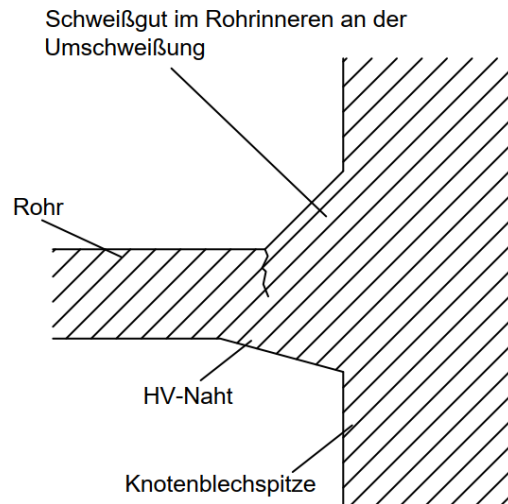 Schweißgut im Rohrinneren an der
Umschweißung
Rohr
HV-Naht
Knotenblechspitze